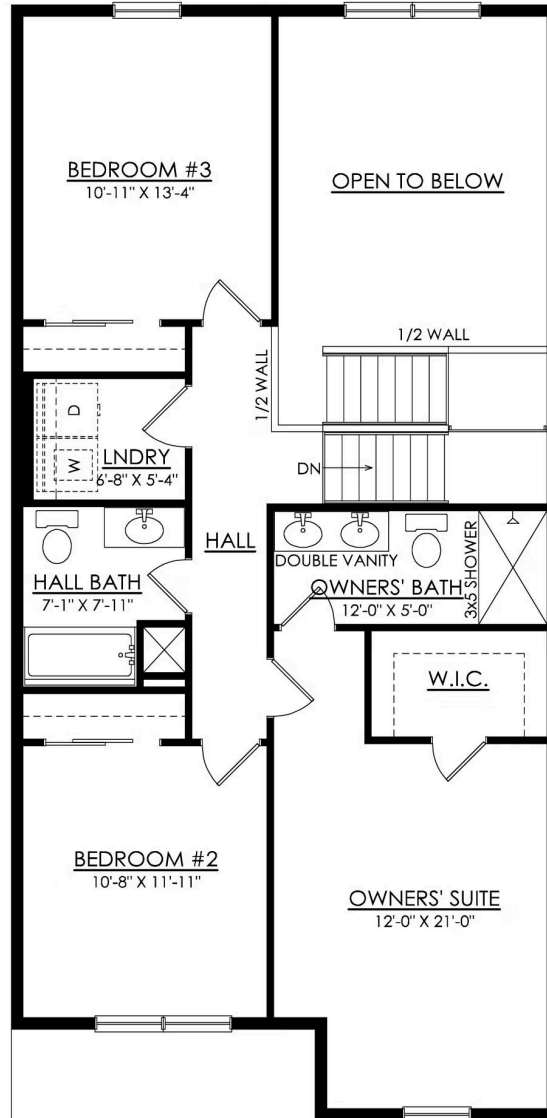 BEDROOM #3
10'-11" X 13'-4"
OPEN TO BELOW
1/2 WALL
1/2 WALL
D
W
LNDRY
6'-8" X 5'-4"
DN
HALL
DOUBLE VANITY
HALL BATH
7'-1" X 7'-11"
OWNERS' BATH
12'-0" X 5'-0"
3x5 SHOWER
W.I.C.
BEDROOM #2
10'-8" X 11'-11"
OWNERS' SUITE
12'-0" X 21'-0"